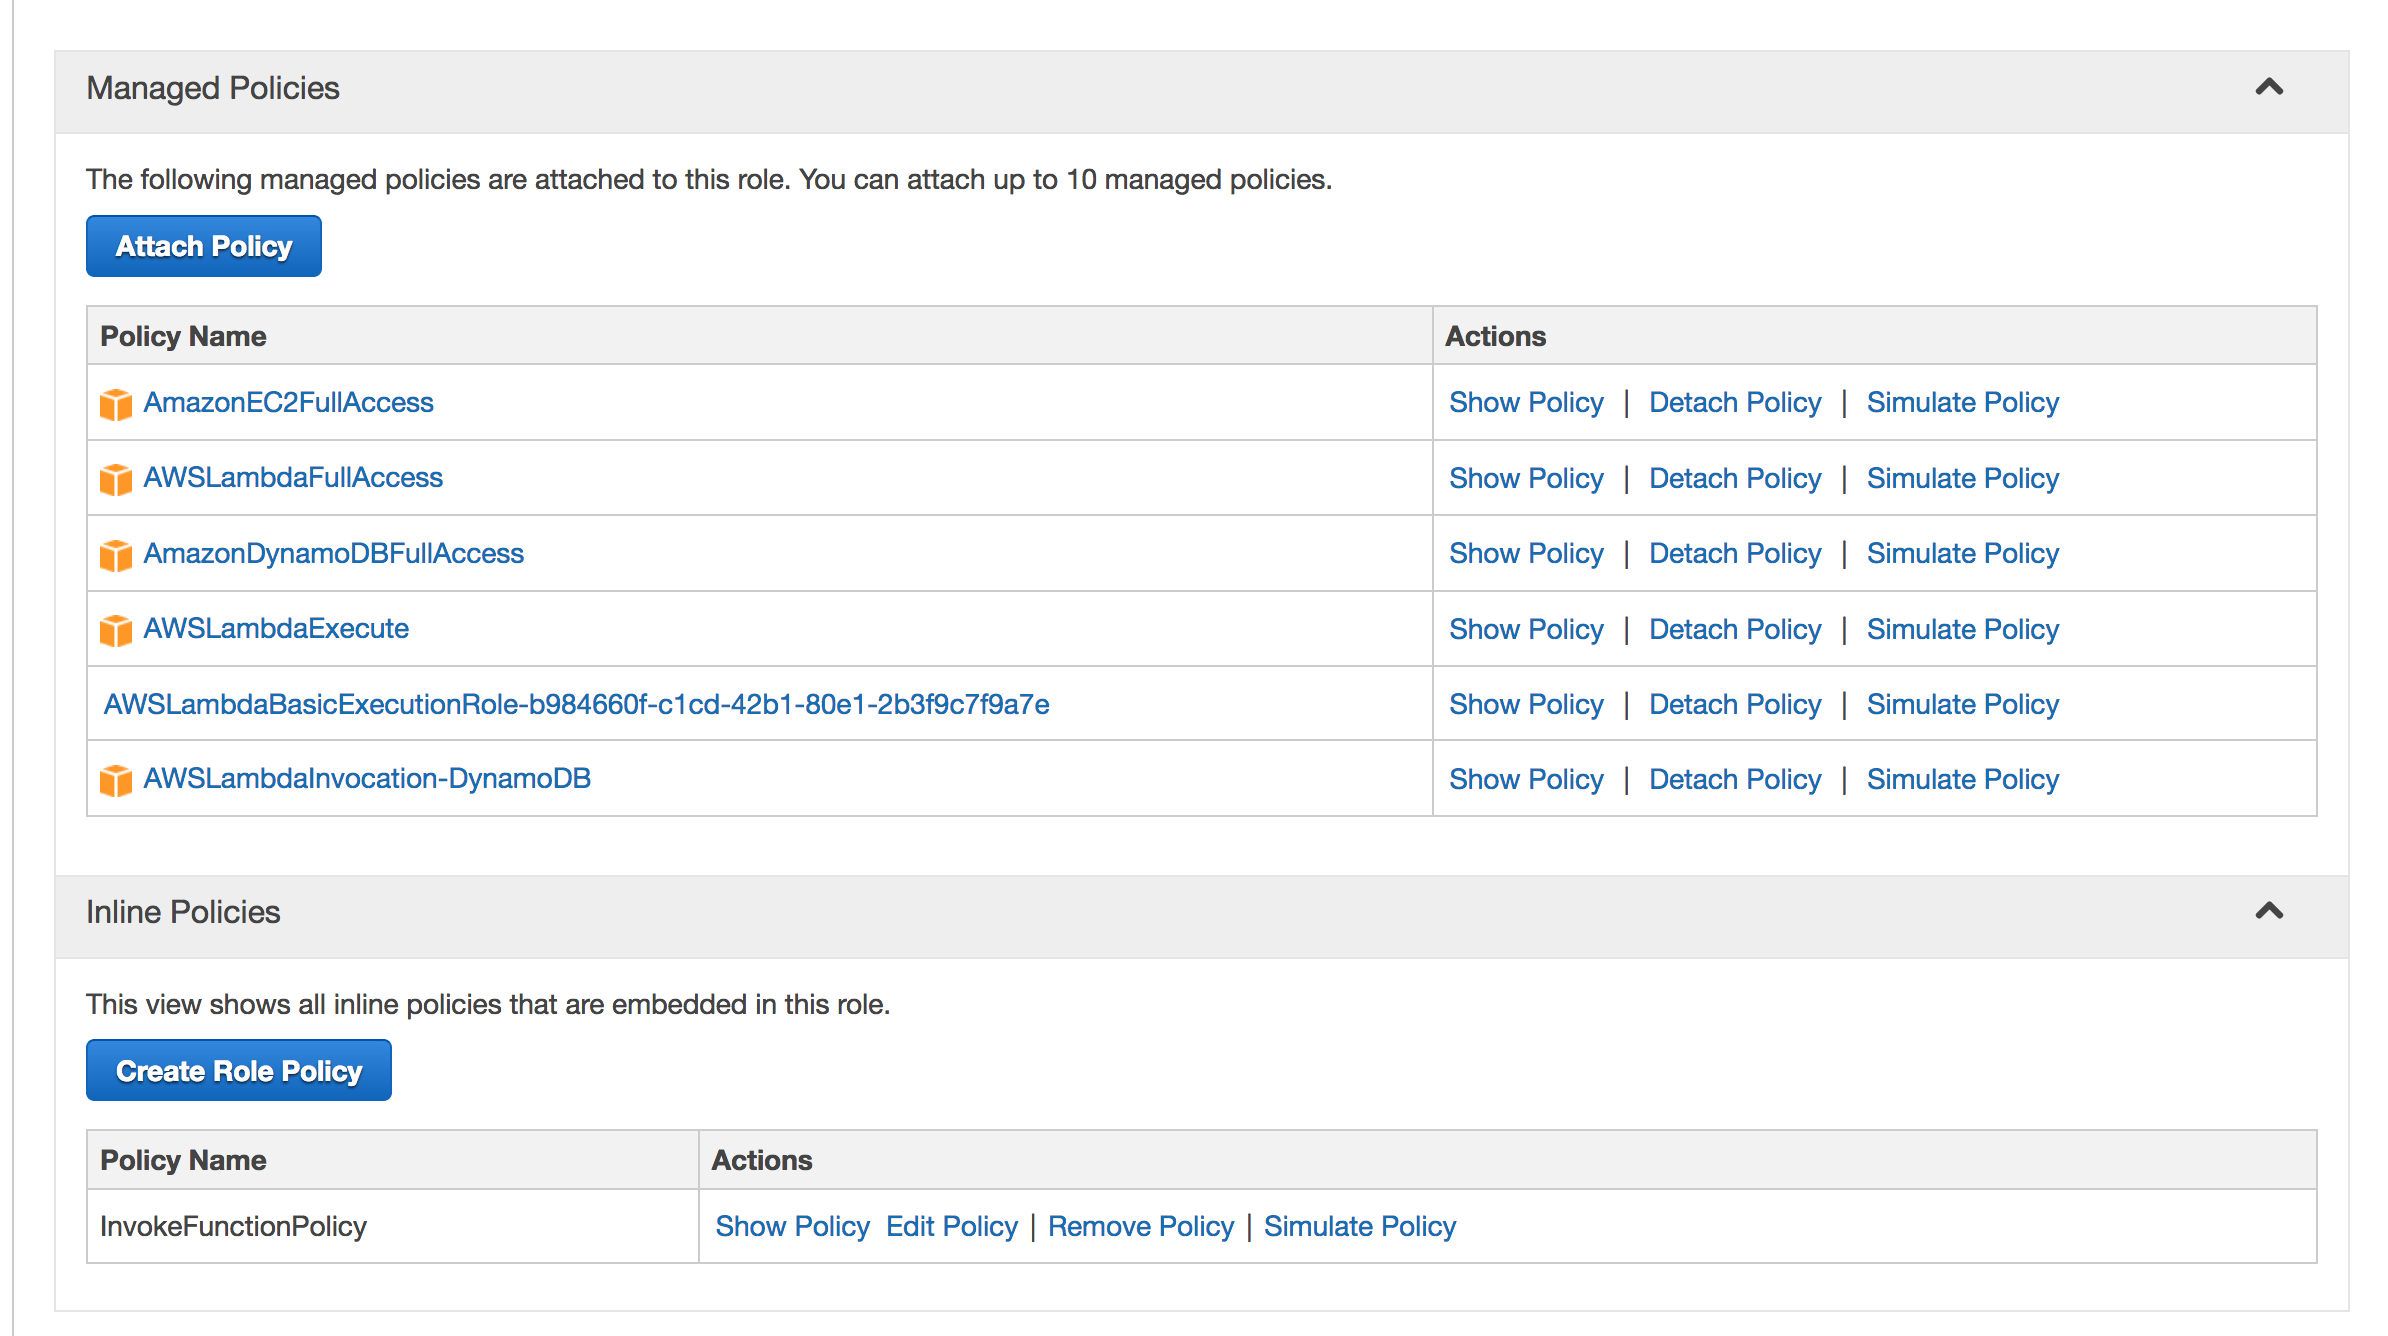 Managed Policies
The following managed policies are attached to this role. You can attach up to 10 managed policies.
Attach Policy
Policy Name Actions
AmazonEC2FullAccess Show Policy | Detach Policy | Simulate Policy
AWSLambdaFullAccess Show Policy | Detach Policy | Simulate Policy
AmazonDynamoDBFullAccess Show Policy | Detach Policy | Simulate Policy
AWSLambdaExecute Show Policy | Detach Policy | Simulate Policy
AWSLambdaBasicExecutionRole-b984660f-c1cd-42b1-80e1-2b3f9c7f9a7e Show Policy | Detach Policy | Simulate Policy
AWSLambdaInvocation-DynamoDB Show Policy | Detach Policy | Simulate Policy
Inline Policies
This view shows all inline policies that are embedded in this role.
Create Role Policy
Policy Name Actions
InvokeFunctionPolicy Show Policy Edit Policy | Remove Policy | Simulate Policy